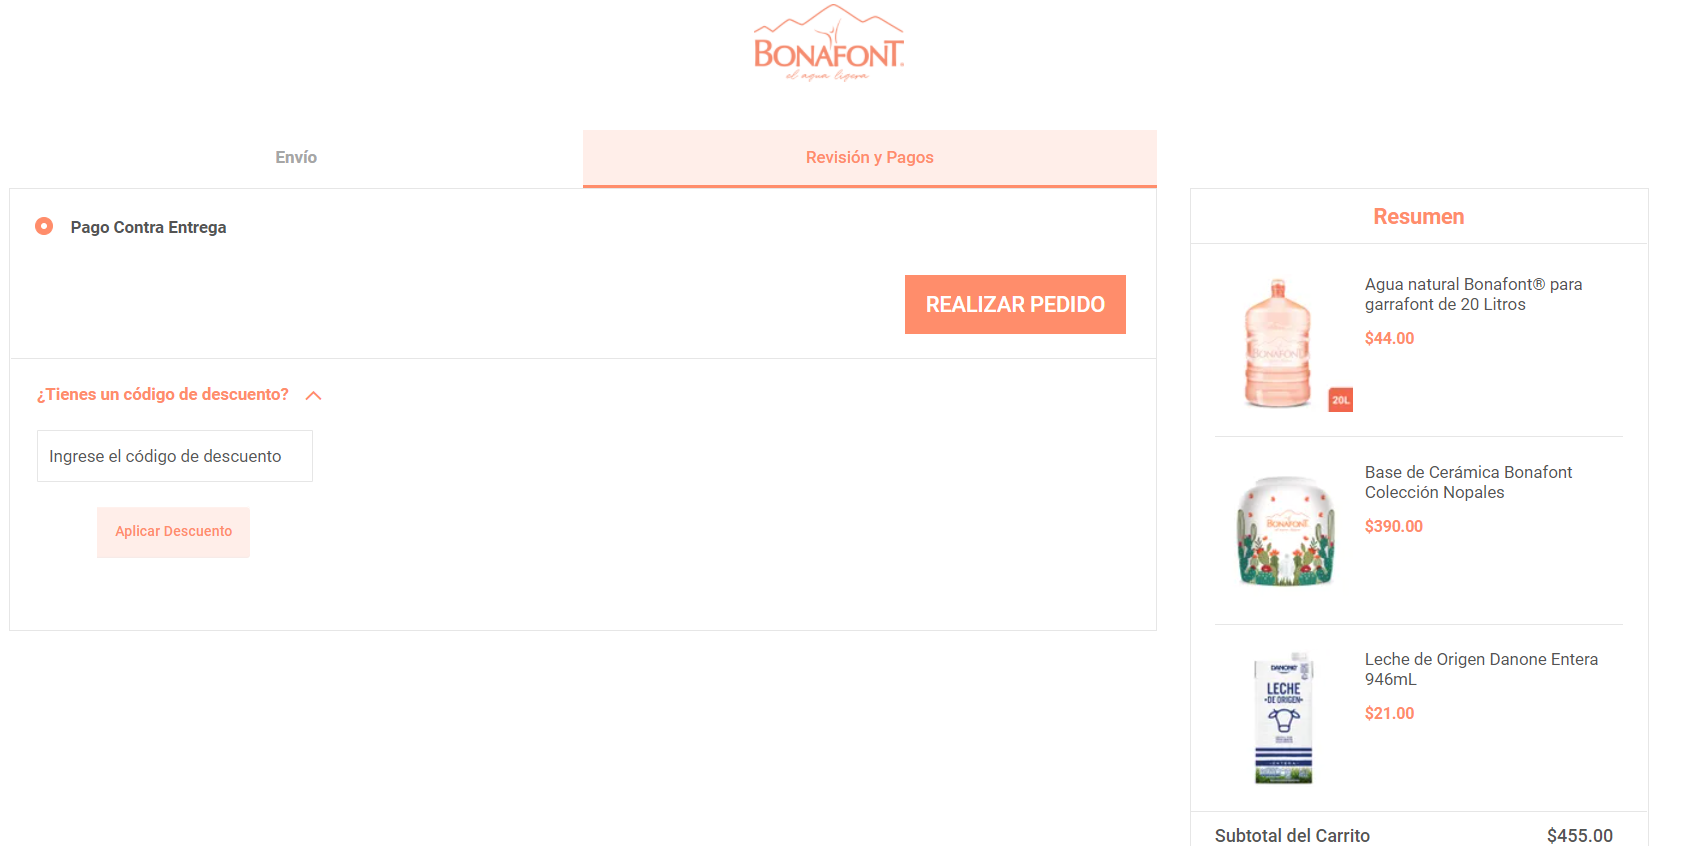 BONAFONT
el agua ligera
Envío
Revisión y Pagos
Pago Contra Entrega
REALIZAR PEDIDO
¿Tienes un código de descuento?
Ingrese el código de descuento
Aplicar Descuento
Resumen
BONAFONT
20L
Agua natural Bonafont® para
garrafont de 20 Litros
$44.00
BONAFONT
Base de Cerámica Bonafont
Colección Nopales
$390.00
DANONE
LECHE
DE ORIGEN
ENTERA
Leche de Origen Danone Entera
946mL
$21.00
Subtotal del Carrito
$455.00